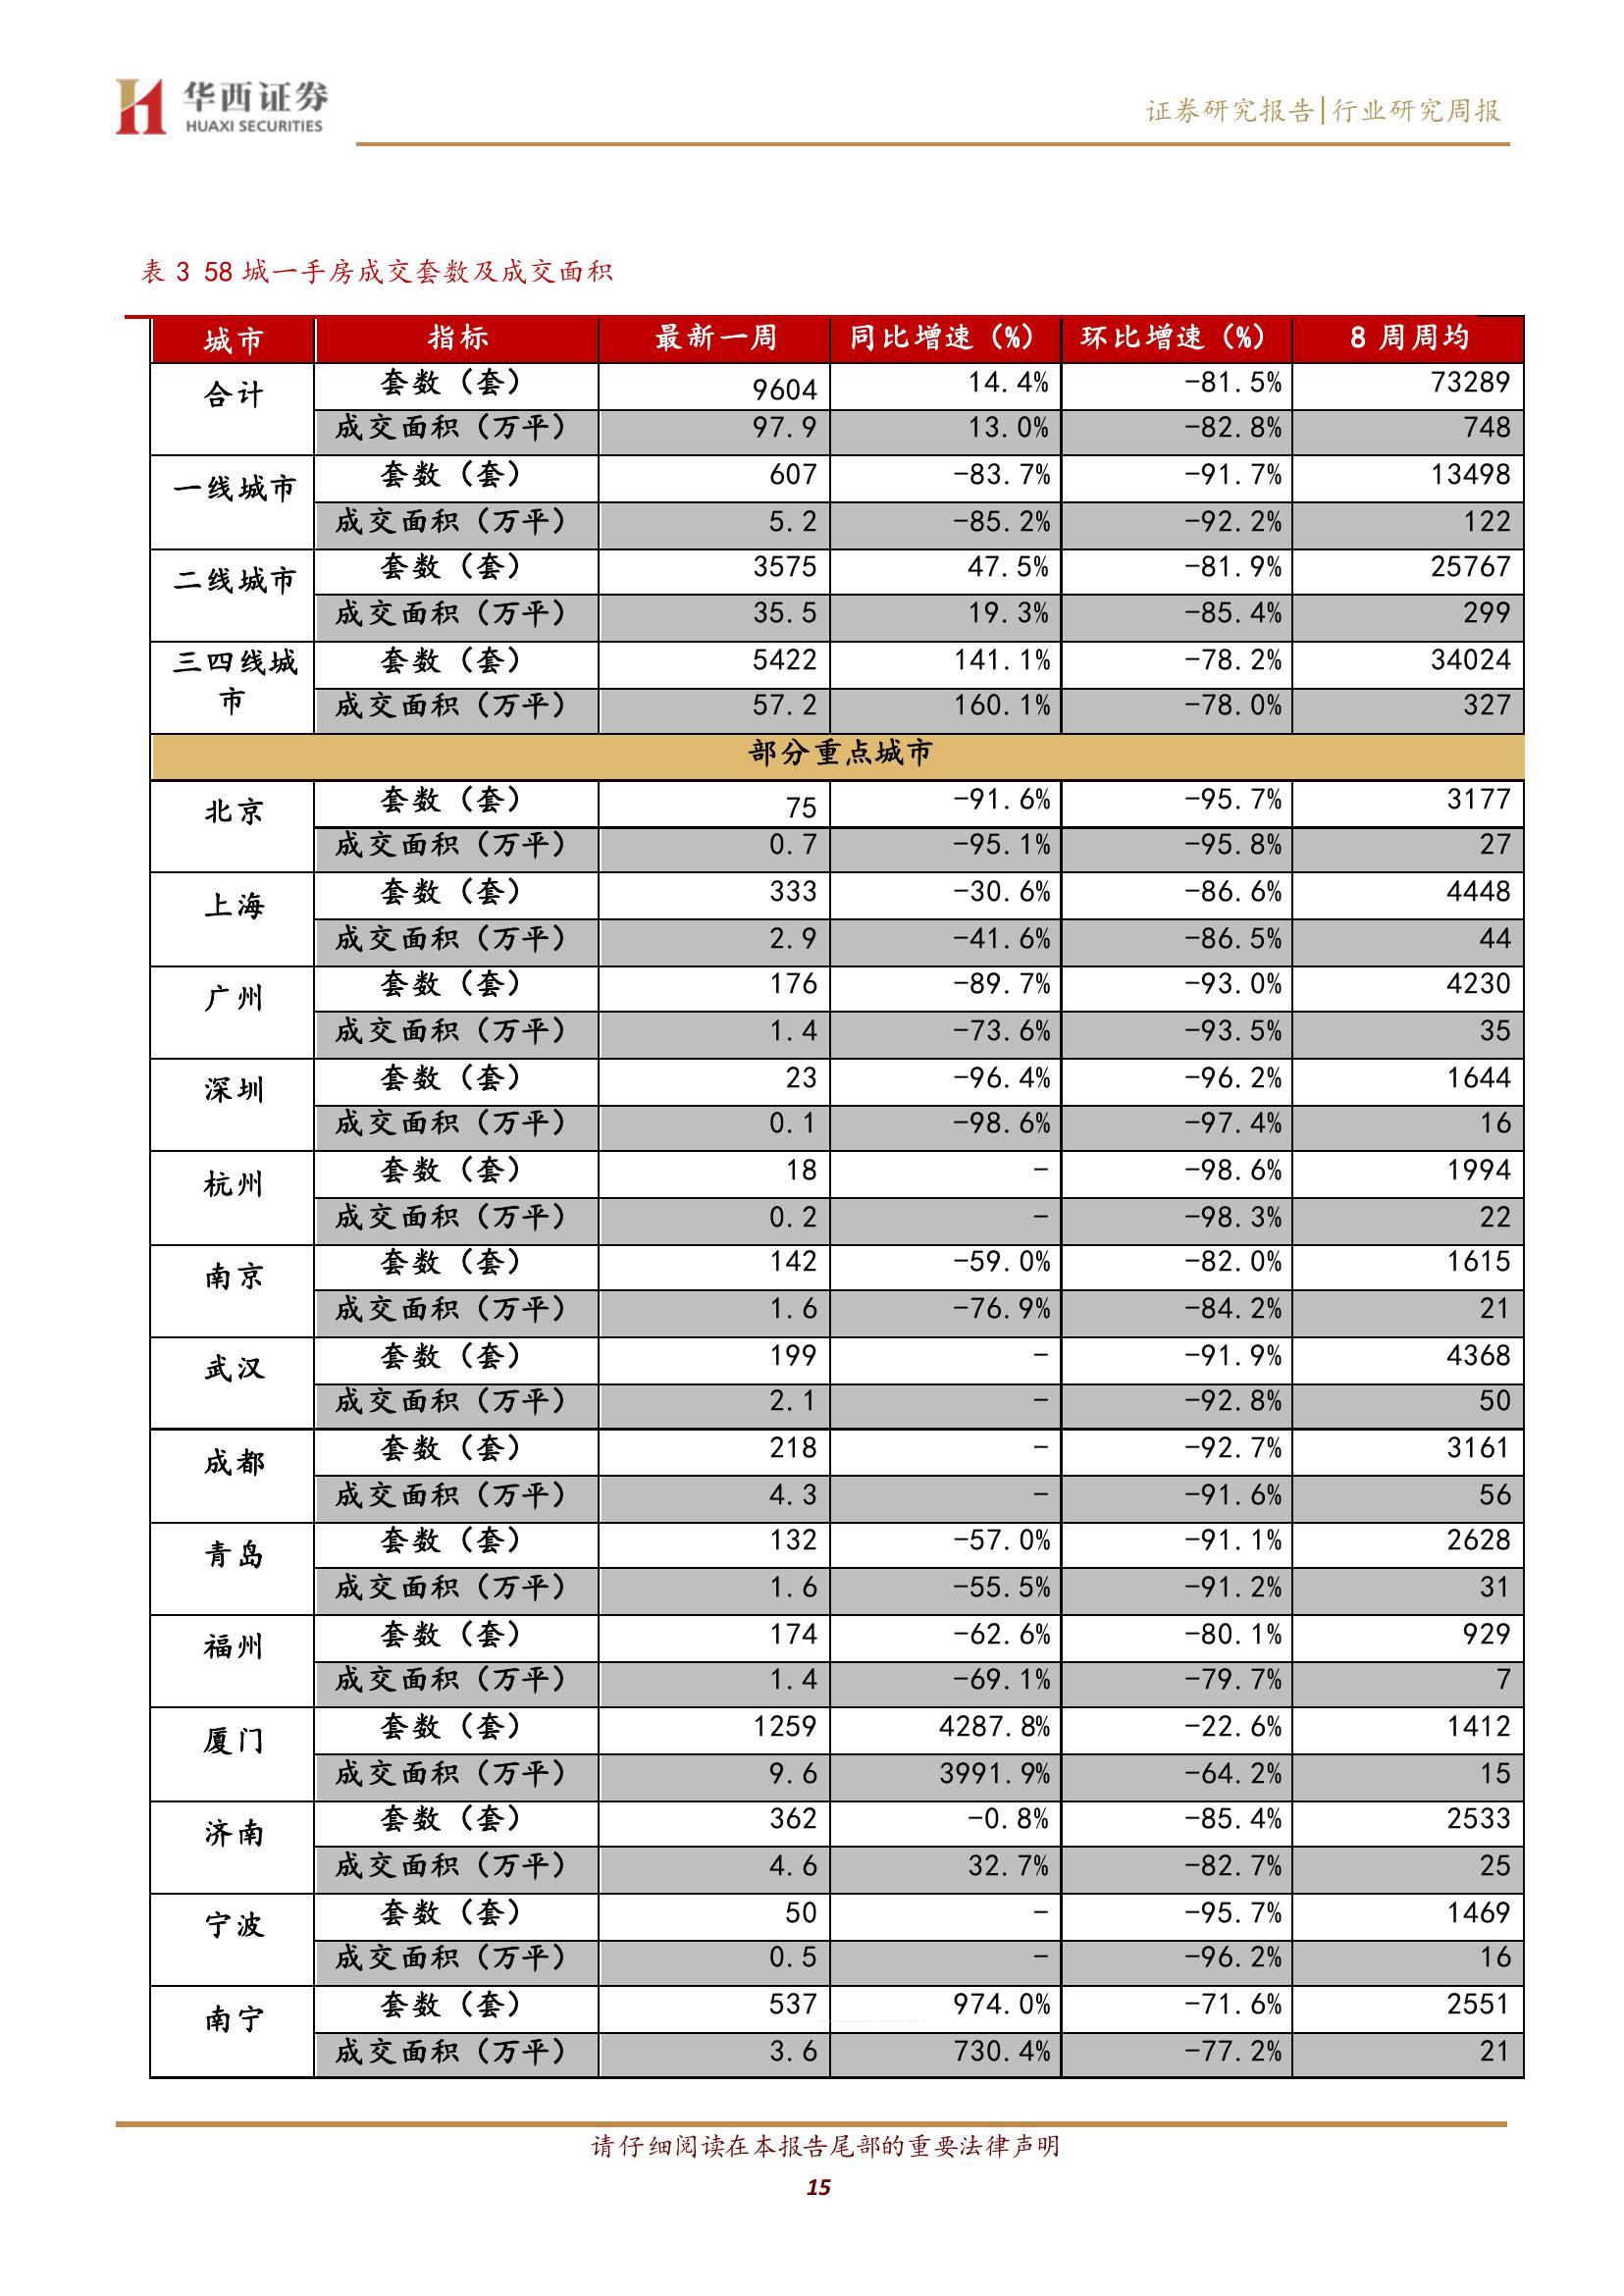 华西证券
HUAXI SECURITIES
证券研究报告|行业研究周报
表 3 58 城一手房成交套数及成交面积
城市 指标 最新一周 同比增速(%) 环比增速(%) 8 周周均
合计 套数（套） 9604 14.4% -81.5% 73289
成交面积（万平） 97.9 13.0% -82.8% 748
一线城市 套数（套） 607 -83.7% -91.7% 13498
成交面积（万平） 5.2 -85.2% -92.2% 122
二线城市 套数（套） 3575 47.5% -81.9% 25767
成交面积（万平） 35.5 19.3% -85.4% 299
三四线城
市 套数（套） 5422 141.1% -78.2% 34024
成交面积（万平） 57.2 160.1% -78.0% 327
部分重点城市
北京 套数（套） 75 -91.6% -95.7% 3177
成交面积（万平） 0.7 -95.1% -95.8% 27
上海 套数（套） 333 -30.6% -86.6% 4448
成交面积（万平） 2.9 -41.6% -86.5% 44
广州 套数（套） 176 -89.7% -93.0% 4230
成交面积（万平） 1.4 -73.6% -93.5% 35
深圳 套数（套） 23 -96.4% -96.2% 1644
成交面积（万平） 0.1 -98.6% -97.4% 16
杭州 套数（套） 18 - -98.6% 1994
成交面积（万平） 0.2 - -98.3% 22
南京 套数（套） 142 -59.0% -82.0% 1615
成交面积（万平） 1.6 -76.9% -84.2% 21
武汉 套数（套） 199 - -91.9% 4368
成交面积（万平） 2.1 - -92.8% 50
成都 套数（套） 218 - -92.7% 3161
成交面积（万平） 4.3 - -91.6% 56
青岛 套数（套） 132 -57.0% -91.1% 2628
成交面积（万平） 1.6 -55.5% -91.2% 31
福州 套数（套） 174 -62.6% -80.1% 929
成交面积（万平） 1.4 -69.1% -79.7% 7
厦门 套数（套） 1259 4287.8% -22.6% 1412
成交面积（万平） 9.6 3991.9% -64.2% 15
济南 套数（套） 362 -0.8% -85.4% 2533
成交面积（万平） 4.6 32.7% -82.7% 25
宁波 套数（套） 50 - -95.7% 1469
成交面积（万平） 0.5 - -96.2% 16
南宁 套数（套） 537 974.0% -71.6% 2551
成交面积（万平） 3.6 730.4% -77.2% 21
请仔细阅读在本报告尾部的重要法律声明
15